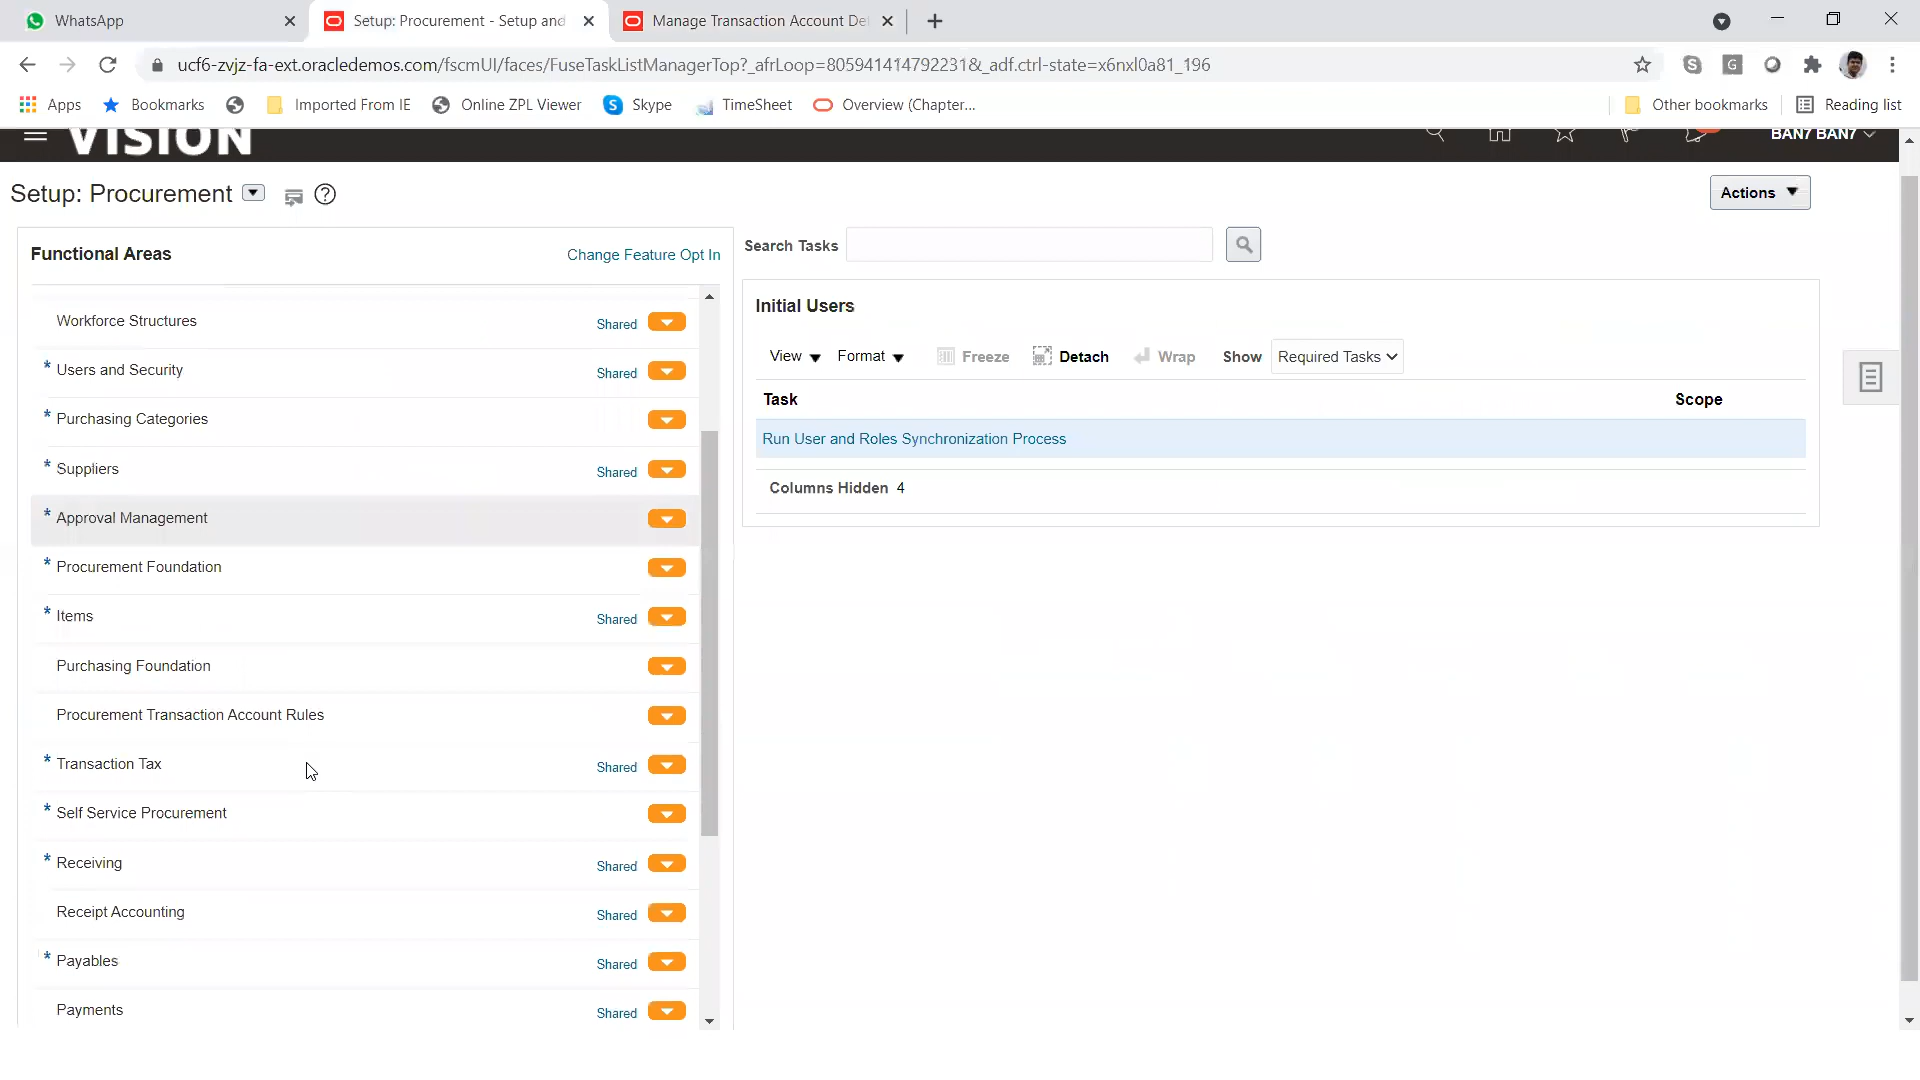 WhatsApp
Setup: Procurement - Setup and
Manage Transaction Account De
ucf6-zvjz-fa-ext.oracledemos.com/fscmUI/faces/FuseTaskListManagerTop?_afrLoop=80594141479223​1&_adf.ctrl-state=x6nxl0a81_196
Apps Bookmarks Imported From IE Online ZPL Viewer Skype TimeSheet Overview (Chapter... Other bookmarks Reading list
VISION BAN7 BAN7
Setup: Procurement
Actions
Functional Areas
Change Feature Opt In
Workforce Structures Shared
* Users and Security Shared
* Purchasing Categories
* Suppliers Shared
* Approval Management
* Procurement Foundation
* Items Shared
Purchasing Foundation
Procurement Transaction Account Rules
* Transaction Tax Shared
* Self Service Procurement
* Receiving Shared
Receipt Accounting Shared
* Payables Shared
Payments Shared
Search Tasks
Initial Users
View Format Freeze Detach Wrap Show Required Tasks
Task Scope
Run User and Roles Synchronization Process
Columns Hidden 4